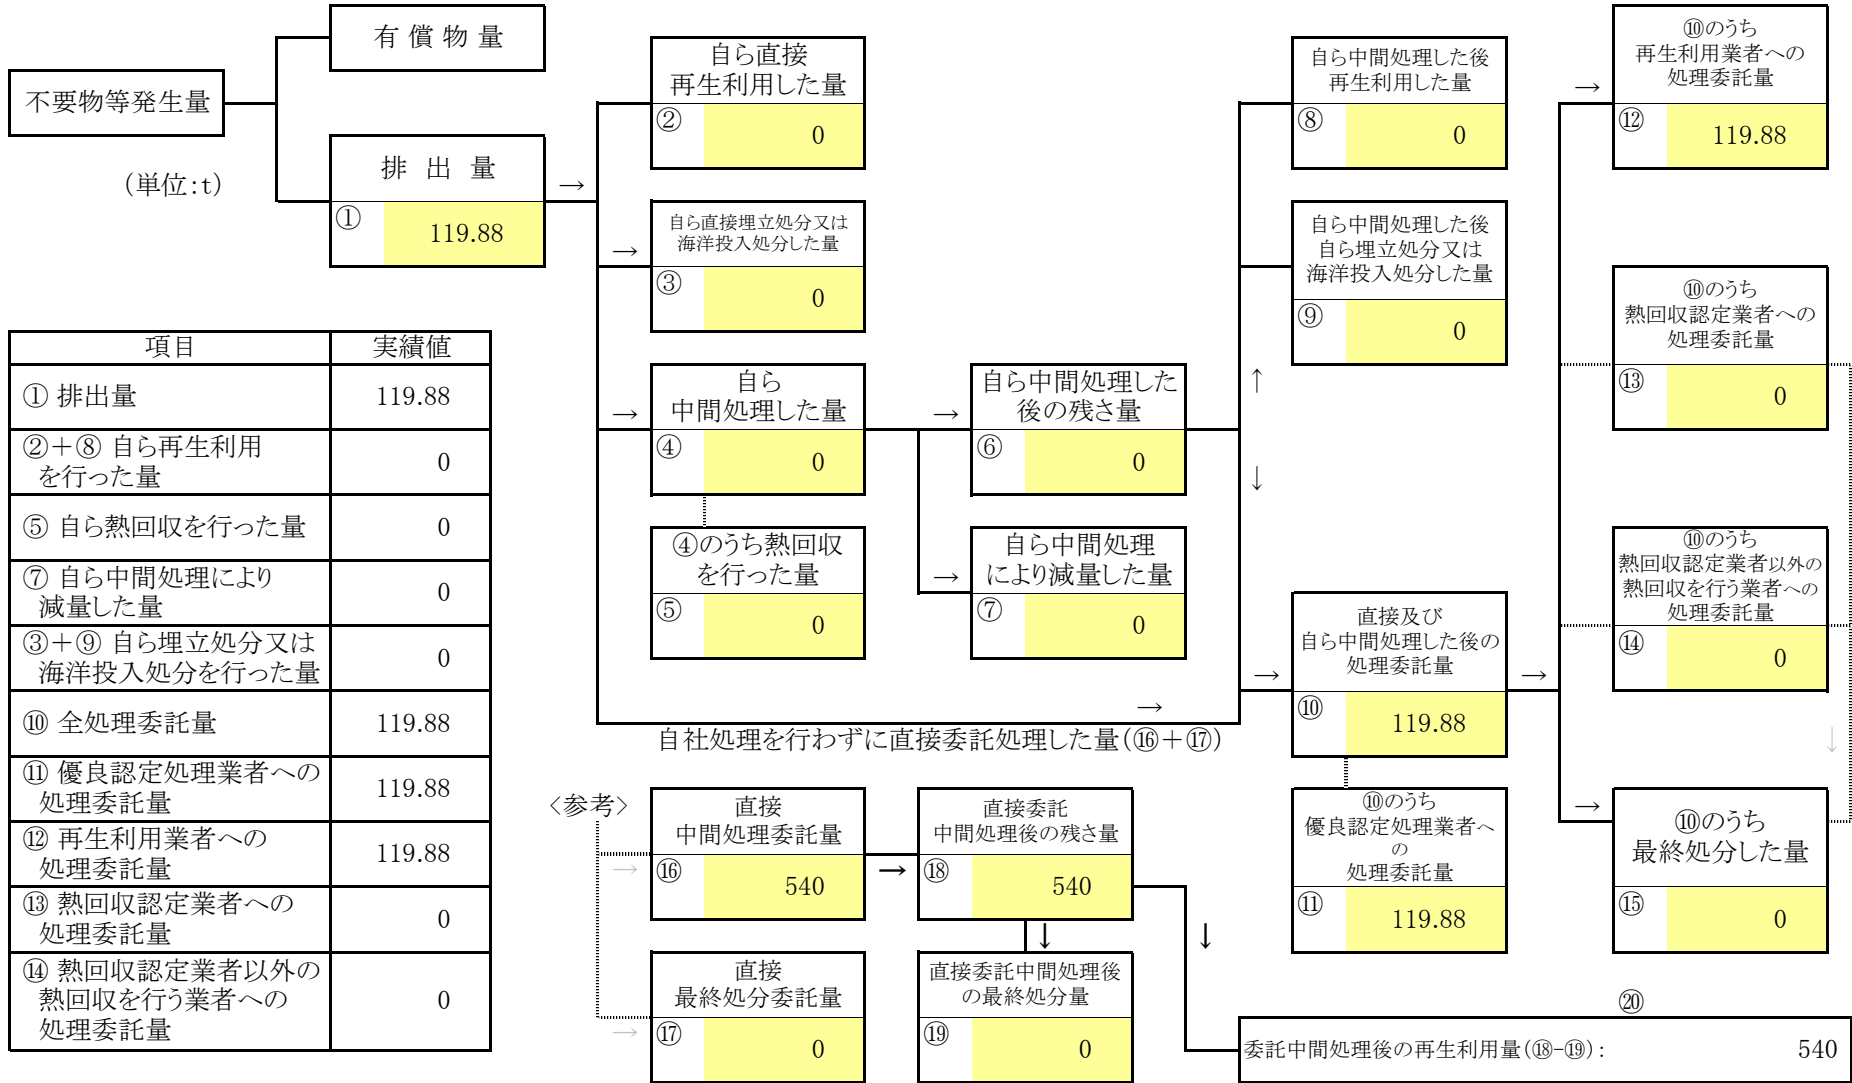 有 償 物 量
不要物等発生量
排 出 量
① 119.88
(単位:t)
→
自ら直接
再生利用した量
② 0
→
自ら直接埋立処分又は
海洋投入処分した量
③ 0
→
自ら
中間処理した量
④ 0
④のうち熱回収
を行った量
⑤ 0
→
自ら中間処理した
後の残さ量
⑥ 0
→
自ら中間処理
により減量した量
⑦ 0
↑
↓
自ら中間処理した後
再生利用した量
⑧ 0
自ら中間処理した後
自ら埋立処分又は
海洋投入処分した量
⑨ 0
→
自社処理を行わずに直接委託処理した量(⑯+⑰)
→
直接及び
自ら中間処理した後の
処理委託量
⑩ 119.88
⑩のうち
優良認定処理業者へ
の
処理委託量
⑪ 119.88
→
→
⑩のうち
再生利用業者への
処理委託量
⑫ 119.88
⑩のうち
熱回収認定業者への
処理委託量
⑬ 0
⑩のうち
熱回収認定業者以外の
熱回収を行う業者への
処理委託量
⑭ 0
↓
→
⑩のうち
最終処分した量
⑮ 0
項目 実績値
① 排出量 119.88
②+⑧ 自ら再生利用
を行った量 0
⑤ 自ら熱回収を行った量 0
⑦ 自ら中間処理により
減量した量 0
③+⑨ 自ら埋立処分又は
海洋投入処分を行った量 0
⑩ 全処理委託量 119.88
⑪ 優良認定処理業者への
処理委託量 119.88
⑫ 再生利用業者への
処理委託量 119.88
⑬ 熱回収認定業者への
処理委託量 0
⑭ 熱回収認定業者以外の
熱回収を行う業者への
処理委託量 0
<参考>
→
直接
中間処理委託量
⑯ 540
→
直接委託
中間処理後の残さ量
⑱ 540
↓
↓
→
直接
最終処分委託量
⑰ 0
直接委託中間処理後
の最終処分量
⑲ 0
⑳
委託中間処理後の再生利用量(⑱-⑲): 540